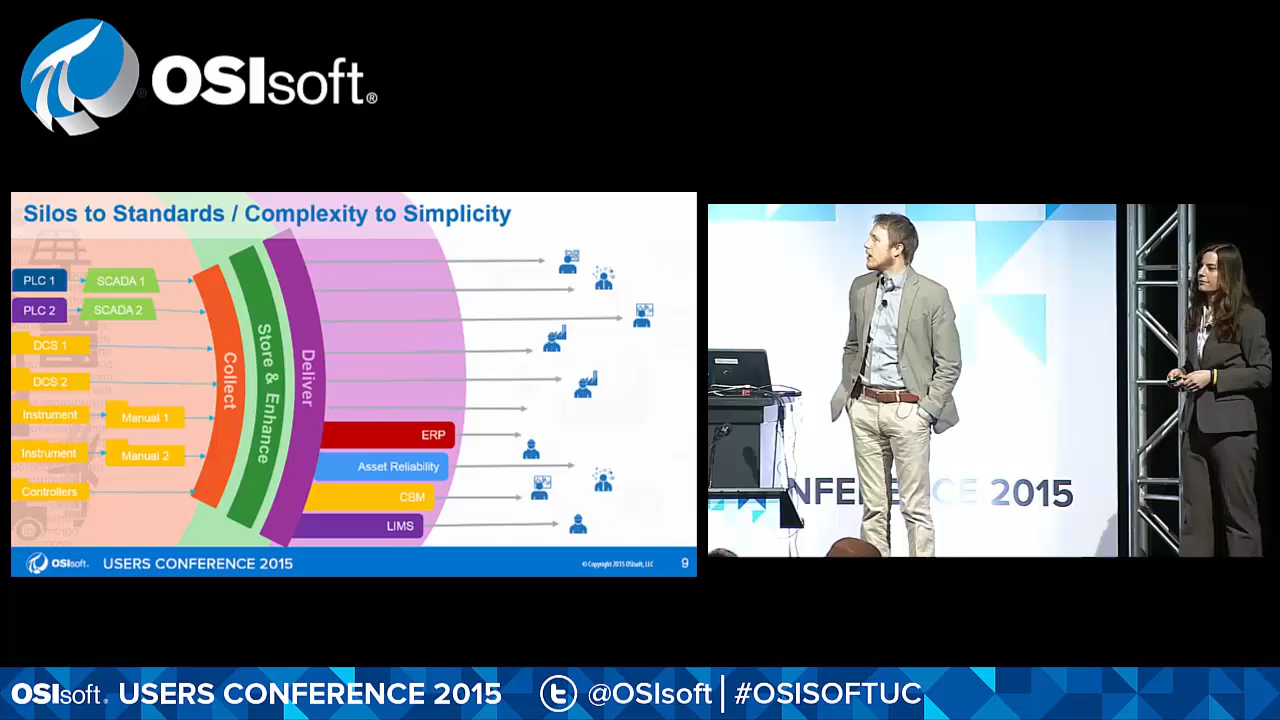 OSIsoft®
Silos to Standards / Complexity to Simplicity
PLC 1
SCADA 1
PLC 2
SCADA 2
DCS 1
DCS 2
Instrument
Manual 1
Instrument
Manual 2
Controllers
Collect
Store & Enhance
Deliver
ERP
Asset Reliability
CBM
LIMS
OSIsoft. USERS CONFERENCE 2015
© Copyright 2015 OSIsoft, LLC
9
NFERENCE 2015
OSIsoft. USERS CONFERENCE 2015 @OSIsoft | #OSISOFTUC